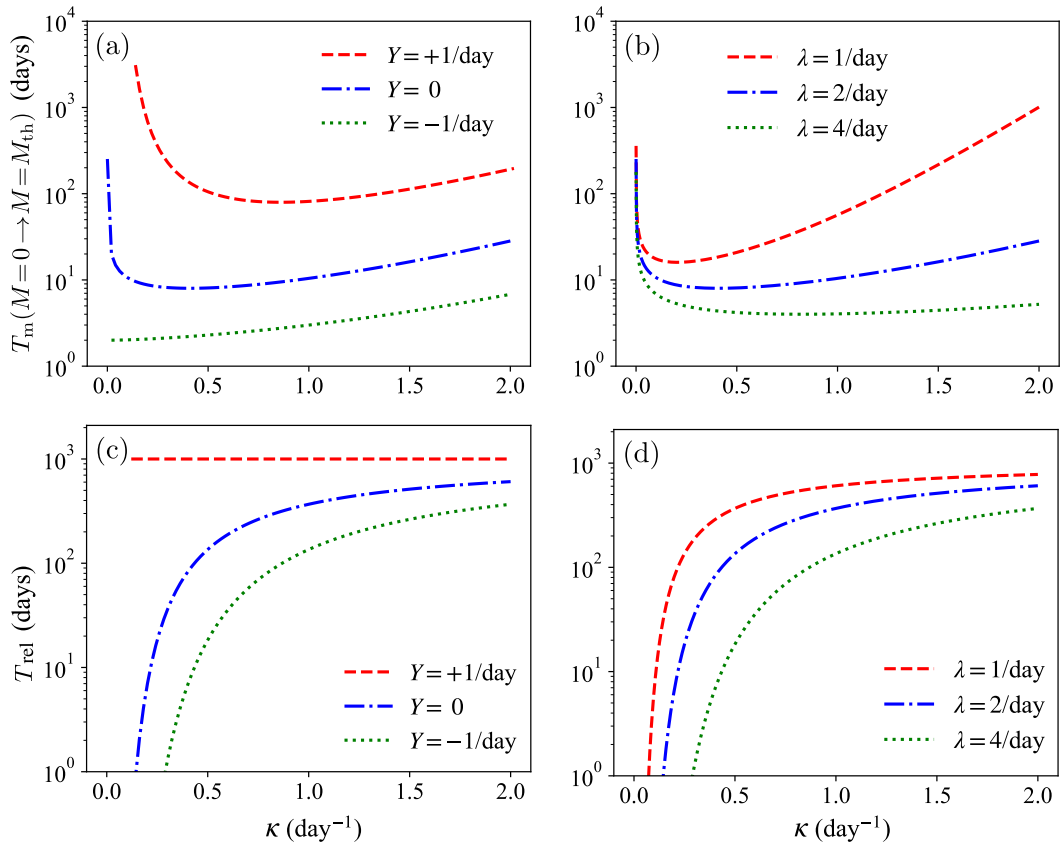 (a)
T_m(M = 0 → M = M_th) (days)
10^4
10^3
10^2
10^1
10^0
Y = +1/day
Y = 0
Y = −1/day
0.0 0.5 1.0 1.5 2.0
(b)
10^4
10^3
10^2
10^1
10^0
λ = 1/day
λ = 2/day
λ = 4/day
0.0 0.5 1.0 1.5 2.0
(c)
T_rel (days)
10^3
10^2
10^1
10^0
Y = +1/day
Y = 0
Y = −1/day
0.0 0.5 1.0 1.5 2.0
κ (day^−1)
(d)
10^3
10^2
10^1
10^0
λ = 1/day
λ = 2/day
λ = 4/day
0.0 0.5 1.0 1.5 2.0
κ (day^−1)